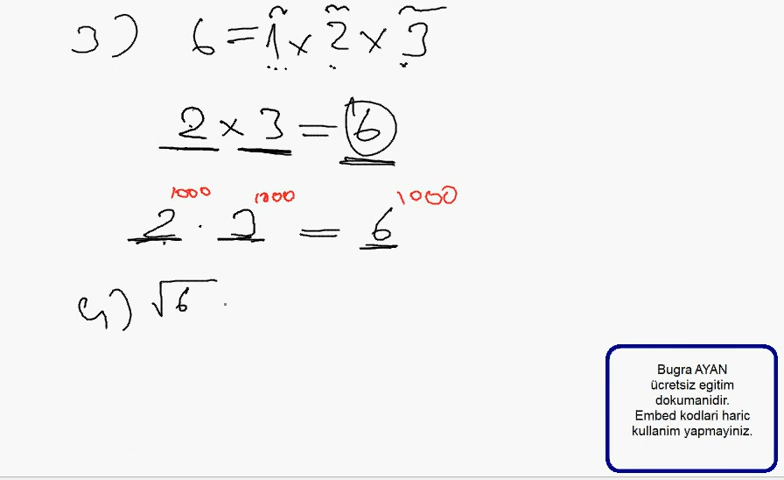 3) 6 = 1 x 2 x 3
2 x 3 = 6
2^1000 . 3^1000 = 6^1000
4) √6 .
Bugra AYAN
ücretsiz egitim
dokumanidir.
Embed kodlari haric
kullanim yapmayiniz.